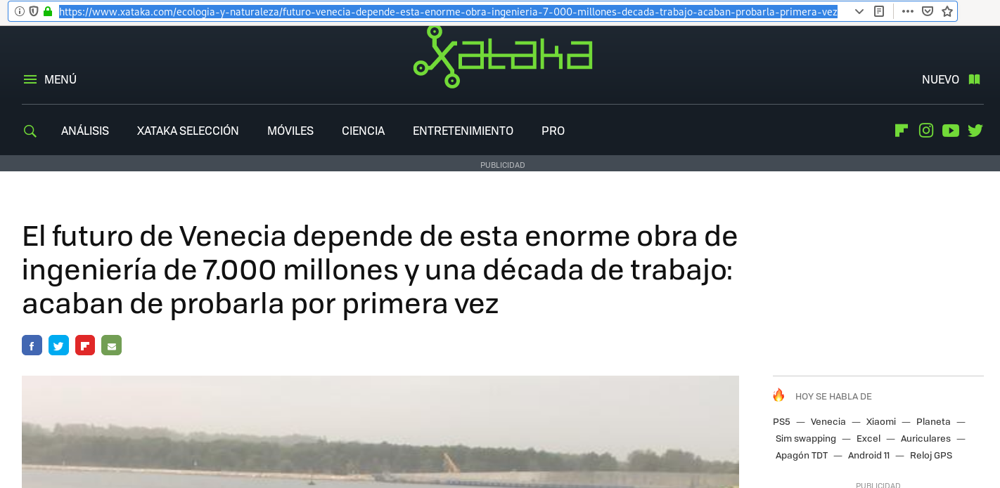 https://www.xataka.com/ecologia-y-naturaleza/futuro-venecia-depende-esta-enorme-obra-ingenieria-7-000-millones-decada-trabajo-acaban-probarla-primera-vez
xataka
MENÚ
NUEVO
ANÁLISIS XATAKA SELECCIÓN MÓVILES CIENCIA ENTRETENIMIENTO PRO
PUBLICIDAD
El futuro de Venecia depende de esta enorme obra de
ingeniería de 7.000 millones y una década de trabajo:
acaban de probarla por primera vez
HOY SE HABLA DE
PS5 — Venecia — Xiaomi — Planeta —
Sim swapping — Excel — Auriculares —
Apagón TDT — Android 11 — Reloj GPS
PUBLICIDAD